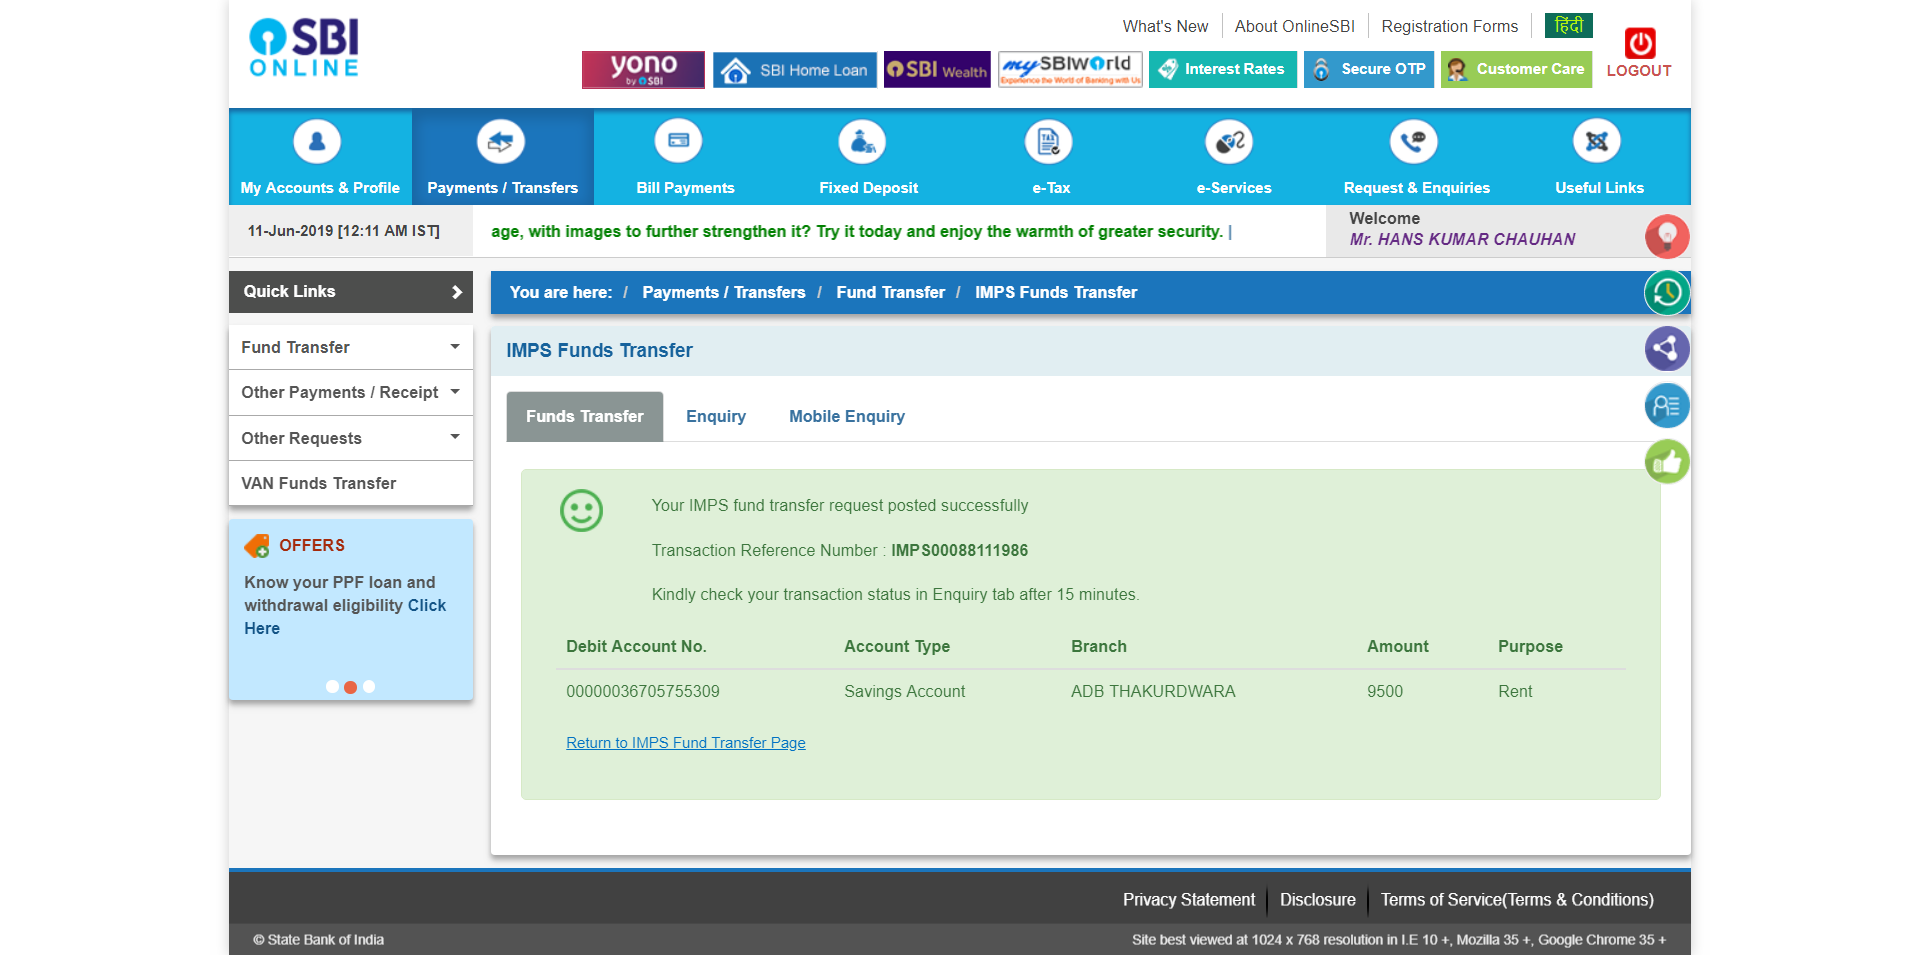 SBI
ONLINE
What's New
About OnlineSBI
Registration Forms
हिंदी
LOGOUT
yono
by SBI
SBI Home Loan
SBI Wealth
mySBIWorld
Experience the World of Banking with Us
Interest Rates
Secure OTP
Customer Care
My Accounts & Profile
Payments / Transfers
Bill Payments
Fixed Deposit
TAX
e-Tax
e-Services
Request & Enquiries
Useful Links
11-Jun-2019 [12:11 AM IST]
age, with images to further strengthen it? Try it today and enjoy the warmth of greater security. |
Welcome
Mr. HANS KUMAR CHAUHAN
Quick Links
You are here: / Payments / Transfers / Fund Transfer / IMPS Funds Transfer
Fund Transfer
Other Payments / Receipt
Other Requests
VAN Funds Transfer
OFFERS
Know your PPF loan and
withdrawal eligibility Click
Here
IMPS Funds Transfer
Funds Transfer
Enquiry
Mobile Enquiry
Your IMPS fund transfer request posted successfully
Transaction Reference Number : IMPS00088111986
Kindly check your transaction status in Enquiry tab after 15 minutes.
Debit Account No. Account Type Branch Amount Purpose
00000036705755309 Savings Account ADB THAKURDWARA 9500 Rent
Return to IMPS Fund Transfer Page
Privacy Statement
Disclosure
Terms of Service(Terms & Conditions)
© State Bank of India
Site best viewed at 1024 x 768 resolution in I.E 10 +, Mozilla 35 +, Google Chrome 35 +